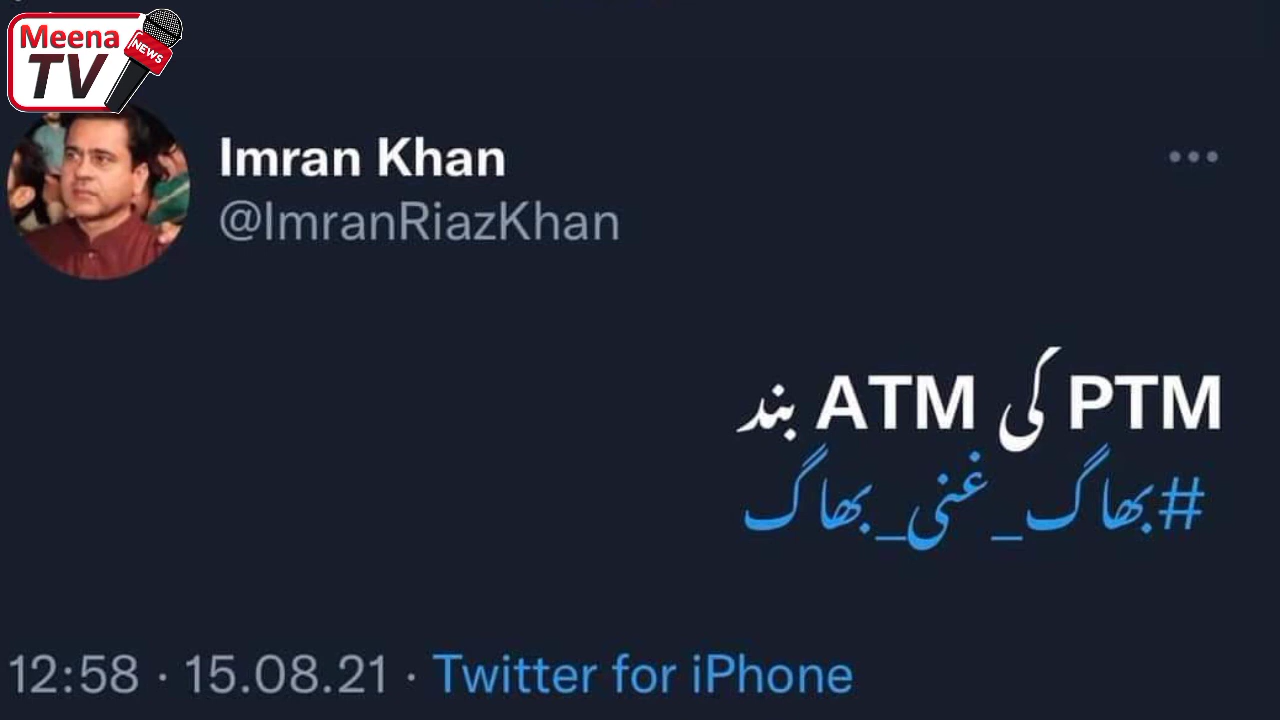 Meena
TV
NEWS
Imran Khan
@ImranRiazKhan
PTM کی ATM بند
#بھاگ_غنی_بھاگ
12:58 · 15.08.21 · Twitter for iPhone